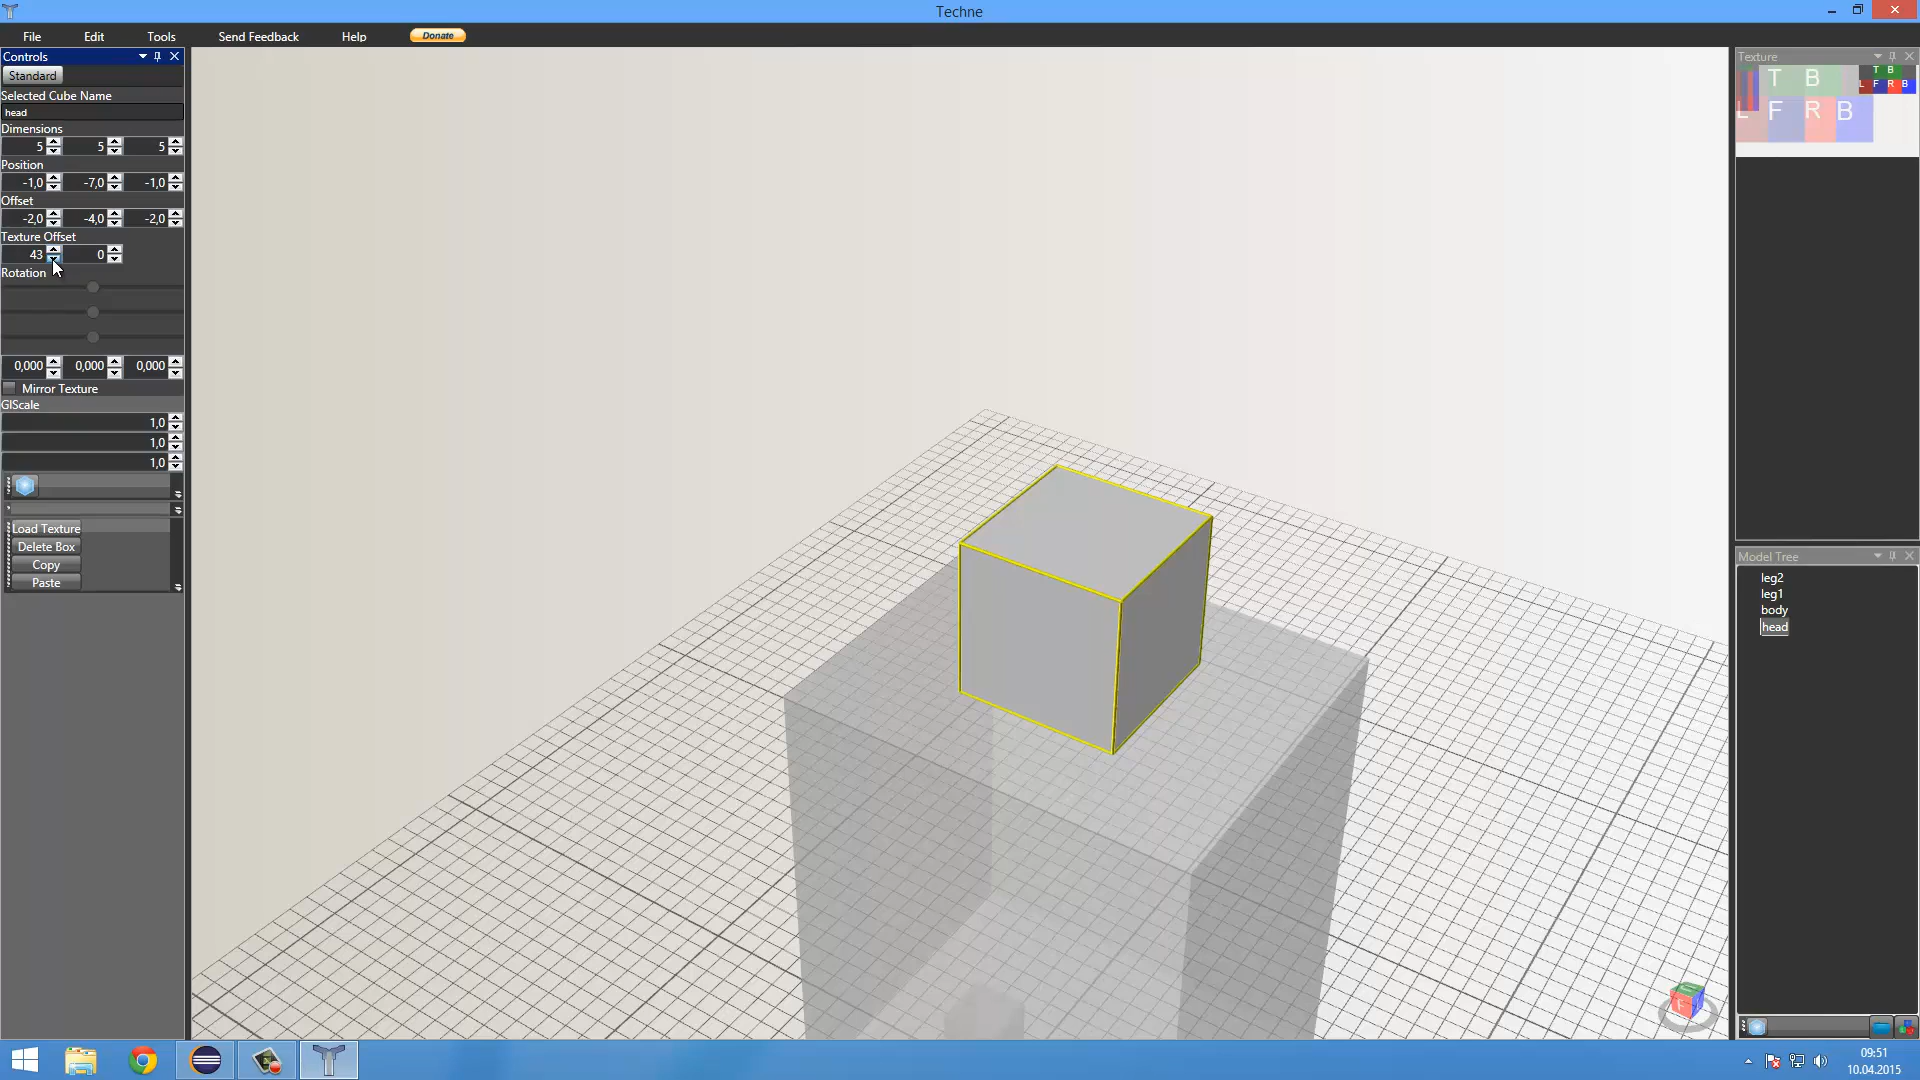 Techne
File Edit Tools Send Feedback Help Donate
Controls
Standard
Selected Cube Name
head
Dimensions
5 5 5
Position
-1,0 -7,0 -1,0
Offset
-2,0 -4,0 -2,0
Texture Offset
43 0
Rotation
0,000 0,000 0,000
Mirror Texture
GlScale
1,0
1,0
1,0
Load Texture
Delete Box
Copy
Paste
Texture
T B T B
L F R B
L F R B
Model Tree
leg2
leg1
body
head
09:51
10.04.2015